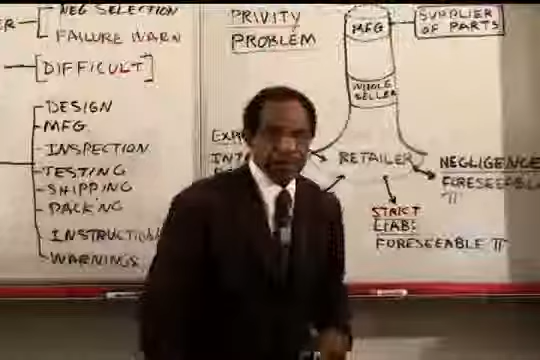 NEG SELECTION
FAILURE WARN
[DIFFICULT]
DESIGN
MFG
INSPECTION
TESTING
SHIPPING
PACKING
INSTRUCTION
WARNINGS
PRIVITY
PROBLEM
MFG
SUPPLIER
OF PARTS
WHOLE
SELLER
RETAILER
NEGLIGENCE
FORESEEABLE
π
STRICT
LIAB:
FORESEEABLE π